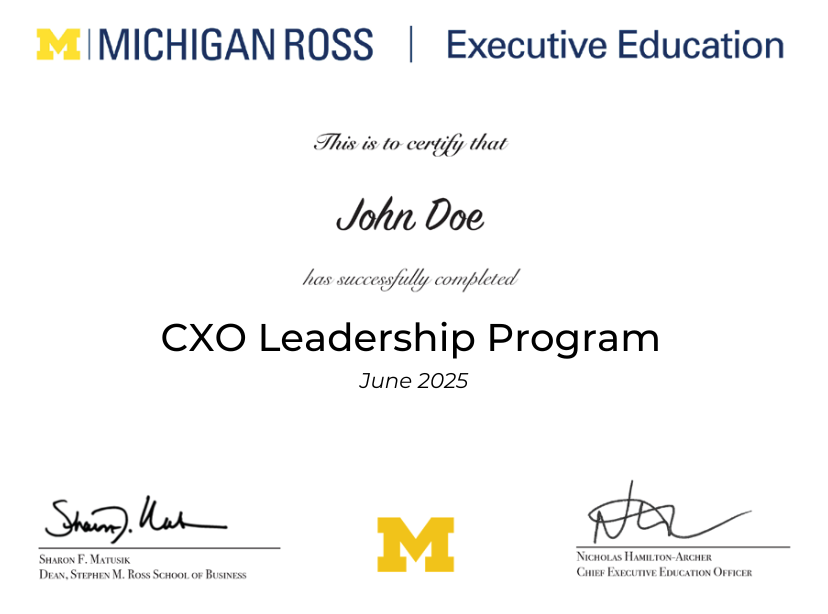 M | MICHIGAN ROSS | Executive Education
This is to certify that
John Doe
has successfully completed
CXO Leadership Program
June 2025
Sharon F. Matusik
Dean, Stephen M. Ross School of Business
M
Nicholas Hamilton-Archer
Chief Executive Education Officer